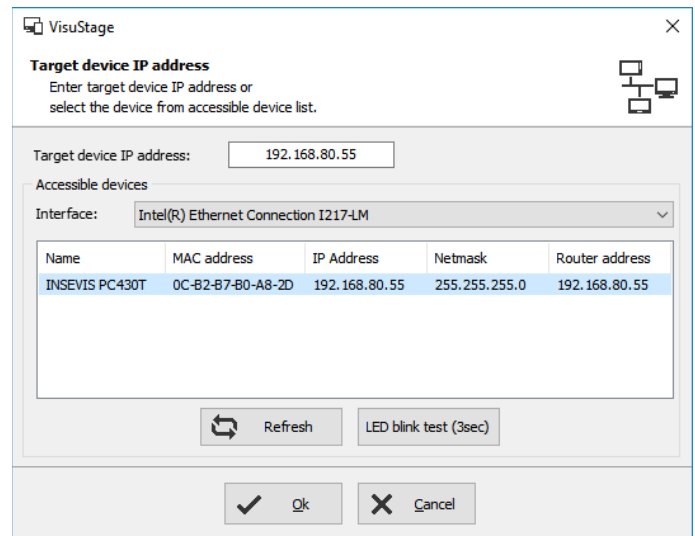 VisuStage
Target device IP address
Enter target device IP address or
select the device from accessible device list.
Target device IP address: 192.168.80.55
Accessible devices
Interface: Intel(R) Ethernet Connection I217-LM
Name MAC address IP Address Netmask Router address
INSEVIS PC430T 0C-B2-B7-B0-A8-2D 192.168.80.55 255.255.255.0 192.168.80.55
Refresh LED blink test (3sec)
Ok Cancel